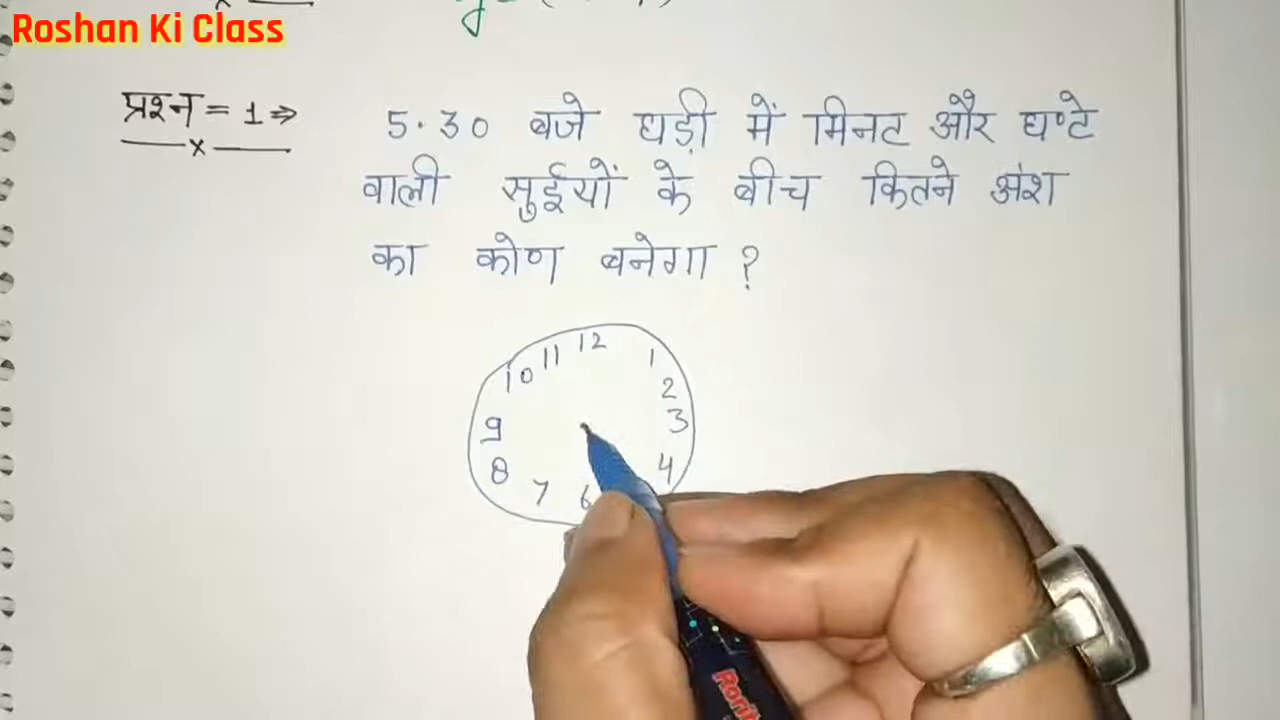 Roshan Ki Class
प्रश्न = 1 ⇒ 5.30 बजे घड़ी में मिनट और घण्टे
वाली सुईयों के बीच कितने अंश
का कोण बनेगा ?
12
11 1
10 2
9 3
8 4
7 6
Rorito